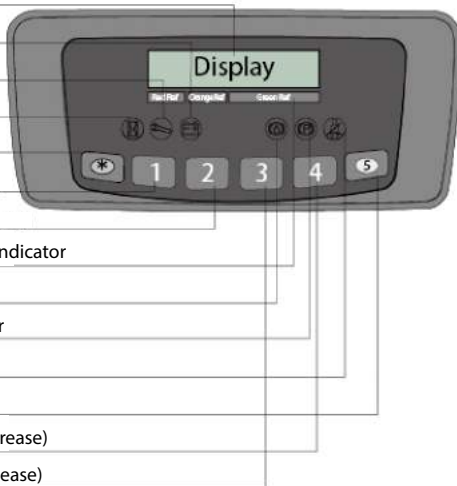 Display
Red Ref Orange Ref Green Ref
* 1 2 3 4 5
ndicator
r
rease)
ease)